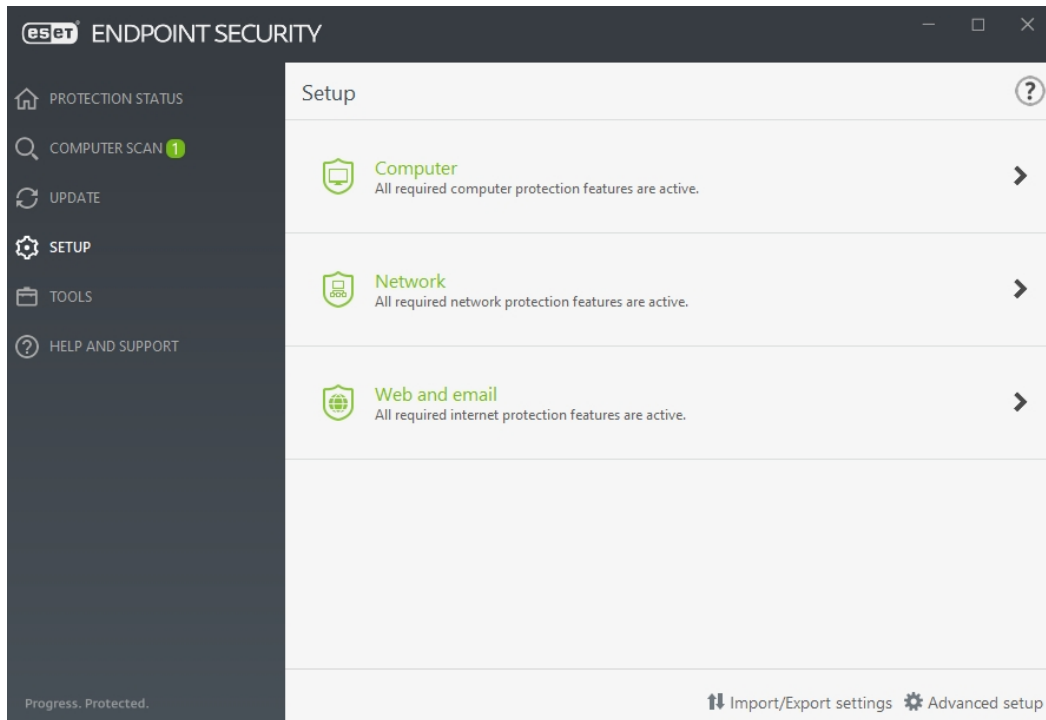 eset ENDPOINT SECURITY
PROTECTION STATUS
COMPUTER SCAN 1
UPDATE
SETUP
TOOLS
HELP AND SUPPORT
Progress. Protected.
Setup
?
Computer
All required computer protection features are active.
Network
All required network protection features are active.
Web and email
All required internet protection features are active.
Import/Export settings Advanced setup